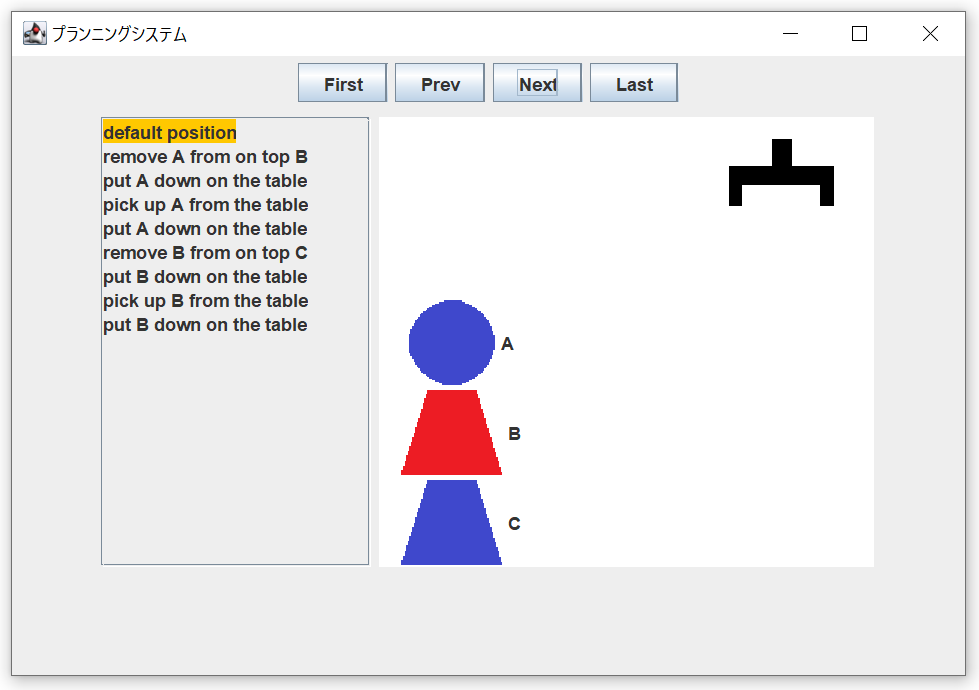 プランニングシステム
First Prev Next Last
default position
remove A from on top B
put A down on the table
pick up A from the table
put A down on the table
remove B from on top C
put B down on the table
pick up B from the table
put B down on the table
A
B
C